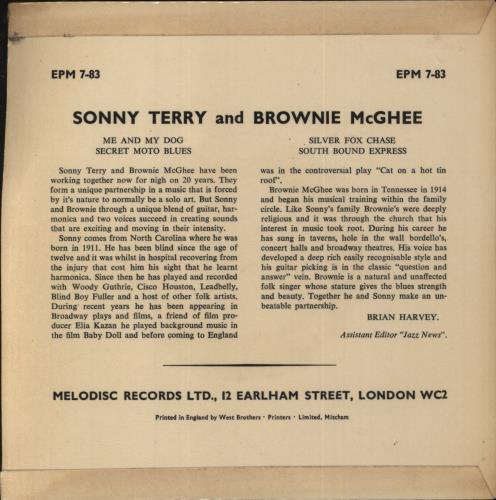 EPM 7-83
EPM 7-83
SONNY TERRY and BROWNIE McGHEE
ME AND MY DOG
SECRET MOTO BLUES
SILVER FOX CHASE
SOUTH BOUND EXPRESS
Sonny Terry and Brownie McGhee have been
working together now for nigh on 20 years. They
form a unique partnership in a music that is forced
by it's nature to normally be a solo art. But Sonny
and Brownie through a unique blend of guitar, har-
monica and two voices succeed in creating sounds
that are exciting and moving in their intensity.
Sonny comes from North Carolina where he was
born in 1911. He has been blind since the age of
twelve and it was whilst in hospital recovering from
the injury that cost him his sight that he learnt
harmonica. Since then he has played and recorded
with Woody Guthrie, Cisco Houston, Leadbelly,
Blind Boy Fuller and a host of other folk artists.
During recent years he has been appearing in
Broadway plays and films, a friend of film pro-
ducer Elia Kazan he played background music in
the film Baby Doll and before coming to England
was in the controversal play "Cat on a hot tin
roof".
Brownie McGhee was born in Tennessee in 1914
and began his musical training within the family
circle. Like Sonny's family Brownie's were deeply
religious and it was through the church that his
interest in music took root. During his career he
has sung in taverns, hole in the wall bordello's,
concert halls and broadway theatres. His voice has
developed a deep rich easily recognisable style and
his guitar picking is in the classic "question and
answer" vein. Brownie is a natural and unaffected
folk singer whose stature gives the blues strength
and beauty. Together he and Sonny make an un-
beatable partnership.
BRIAN HARVEY.
Assistant Editor "Jazz News".
MELODISC RECORDS LTD., 12 EARLHAM STREET, LONDON WC2
Printed in England by West Brothers · Printers · Limited, Mitcham